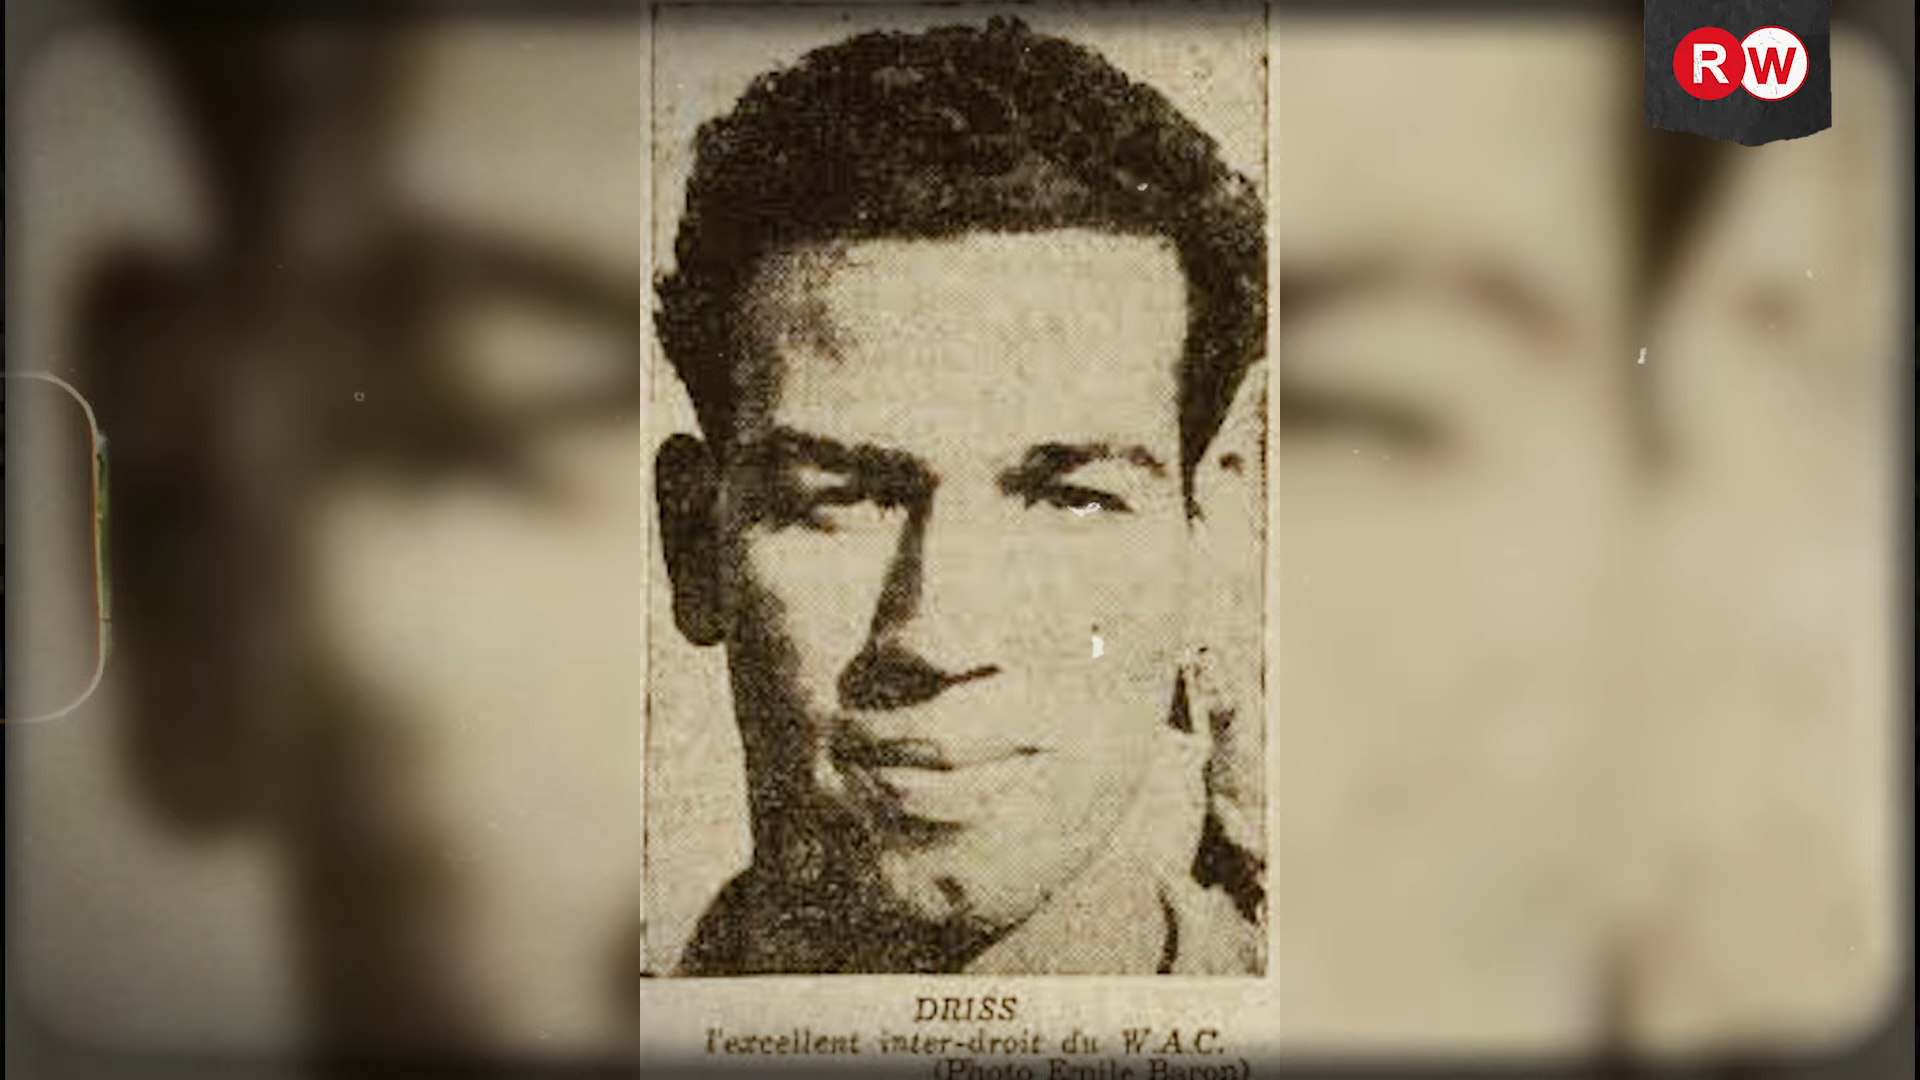 RW
DRISS
l'excellent inter-droit du W.A.C.
(Photo Emile Baron)